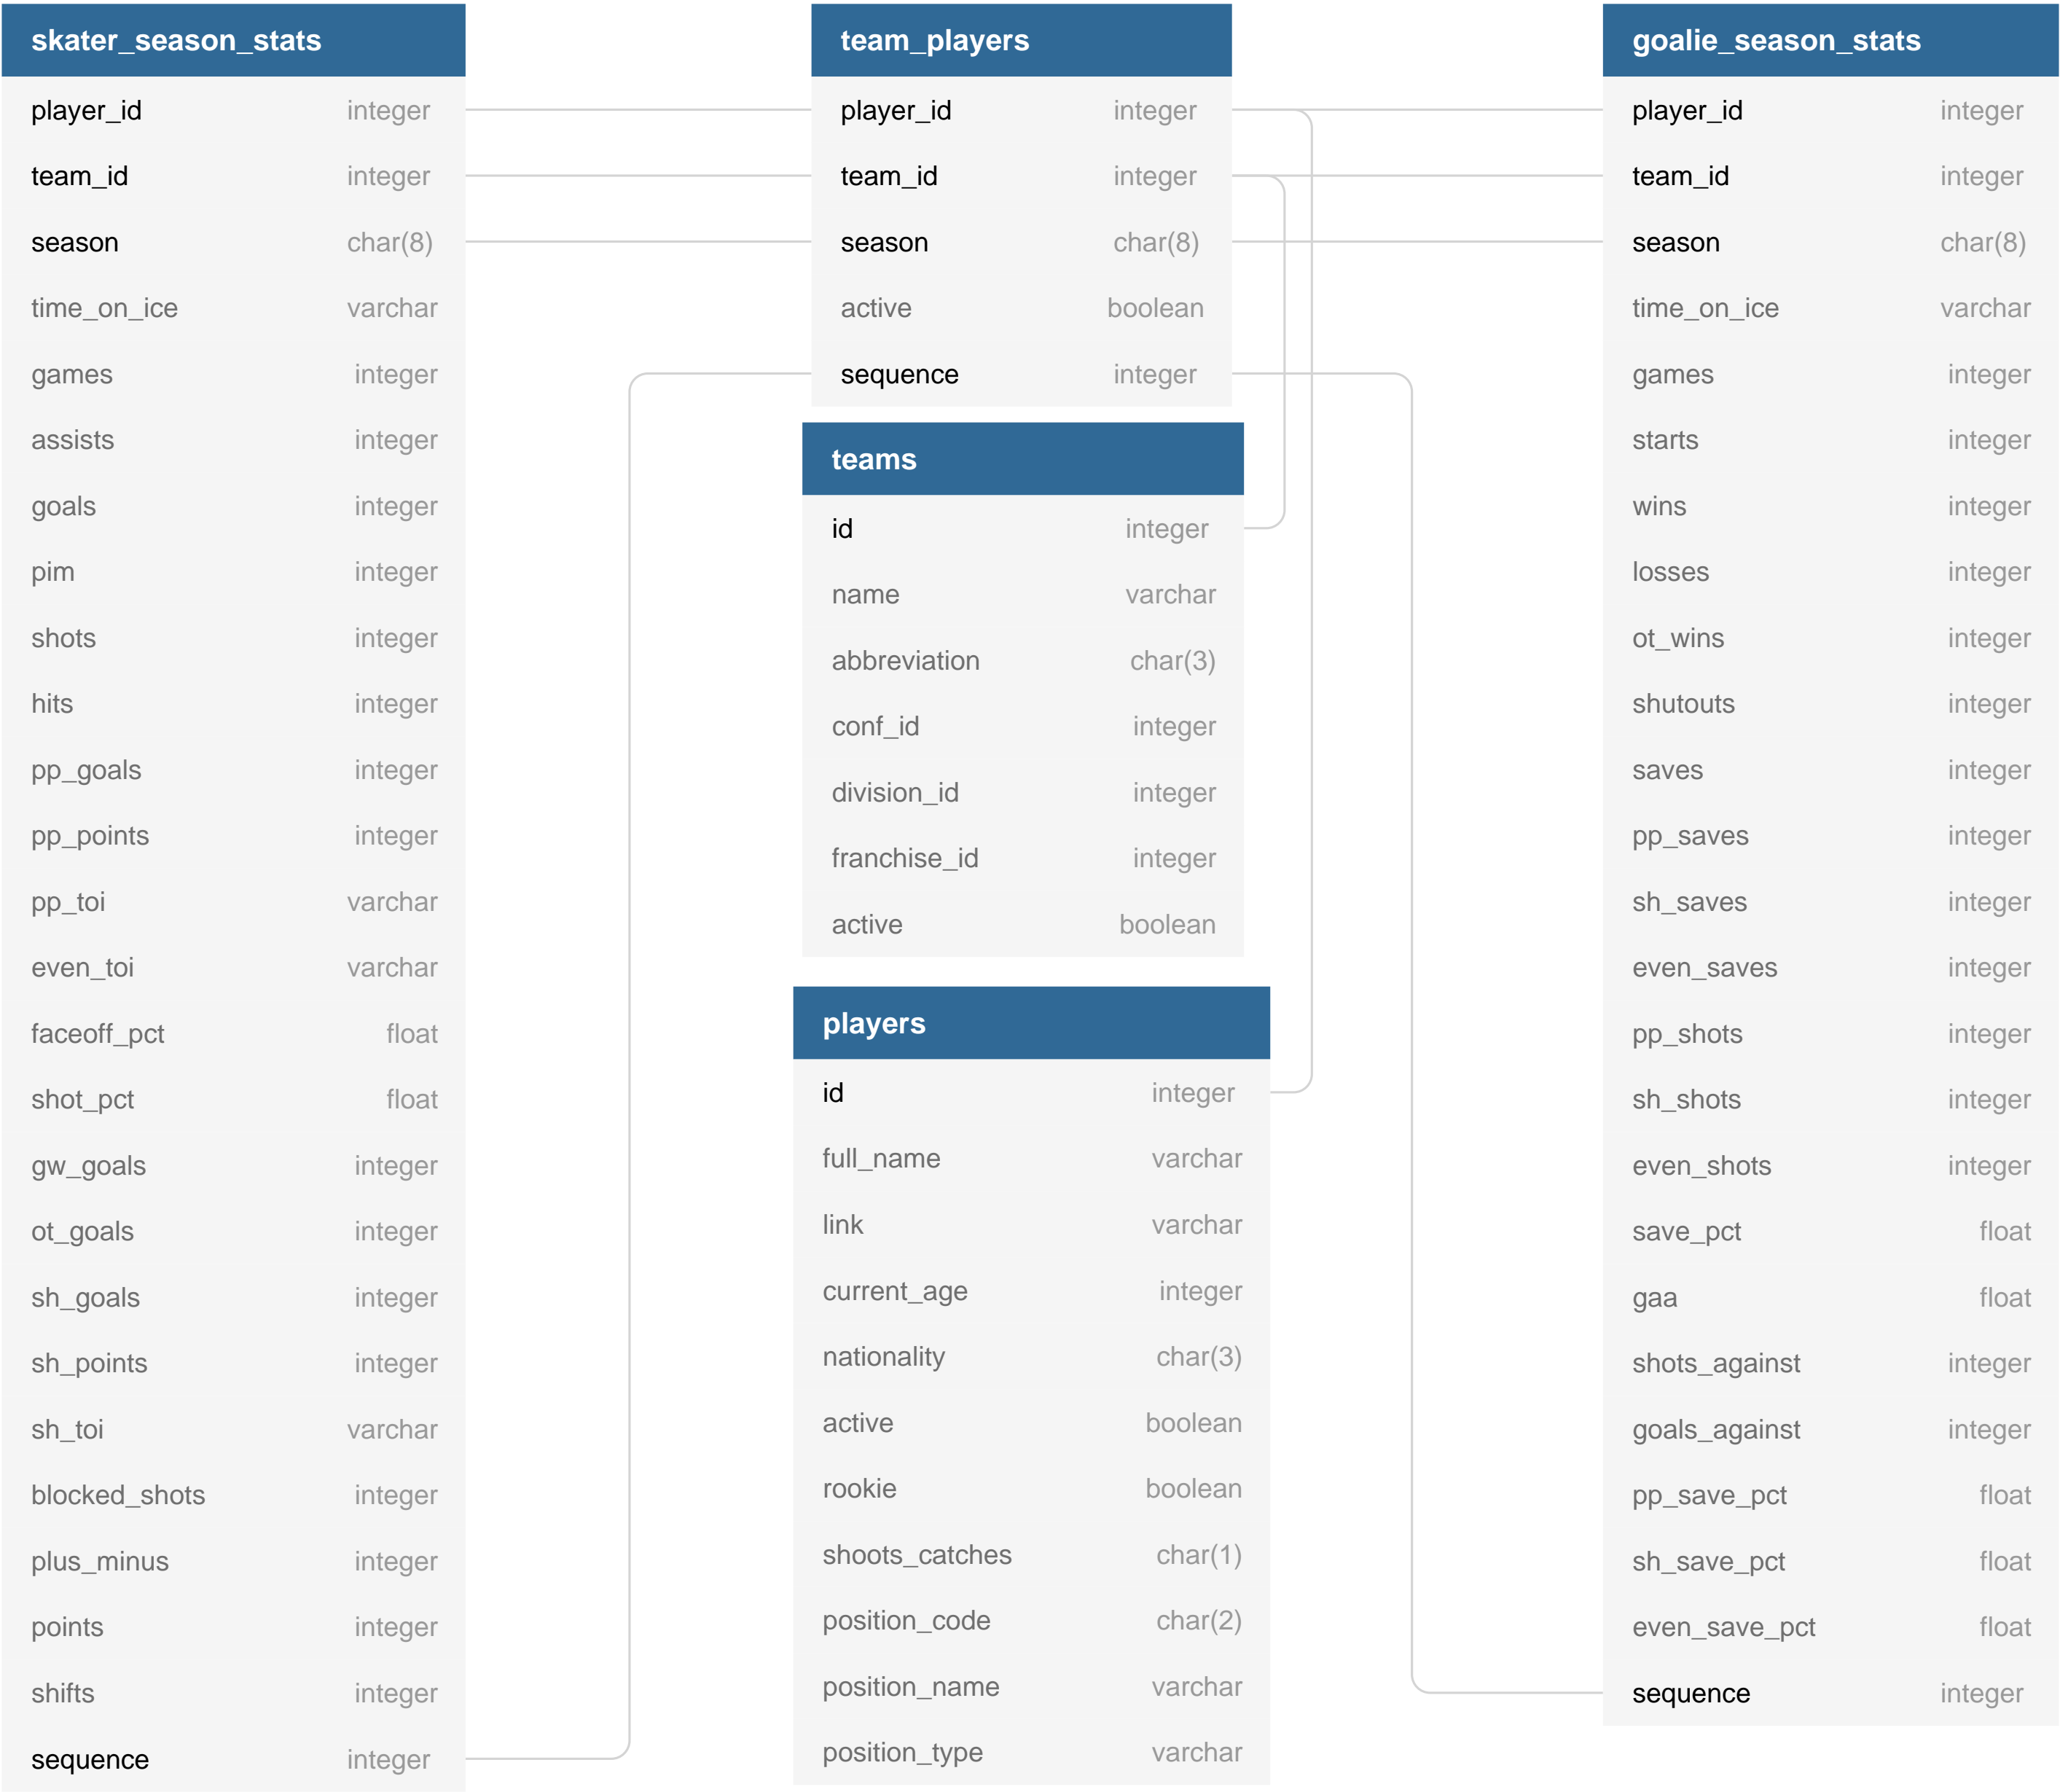 skater_season_stats
player_id integer
team_id integer
season char(8)
time_on_ice varchar
games integer
assists integer
goals integer
pim integer
shots integer
hits integer
pp_goals integer
pp_points integer
pp_toi varchar
even_toi varchar
faceoff_pct float
shot_pct float
gw_goals integer
ot_goals integer
sh_goals integer
sh_points integer
sh_toi varchar
blocked_shots integer
plus_minus integer
points integer
shifts integer
sequence integer
team_players
player_id integer
team_id integer
season char(8)
active boolean
sequence integer
teams
id integer
name varchar
abbreviation char(3)
conf_id integer
division_id integer
franchise_id integer
active boolean
players
id integer
full_name varchar
link varchar
current_age integer
nationality char(3)
active boolean
rookie boolean
shoots_catches char(1)
position_code char(2)
position_name varchar
position_type varchar
goalie_season_stats
player_id integer
team_id integer
season char(8)
time_on_ice varchar
games integer
starts integer
wins integer
losses integer
ot_wins integer
shutouts integer
saves integer
pp_saves integer
sh_saves integer
even_saves integer
pp_shots integer
sh_shots integer
even_shots integer
save_pct float
gaa float
shots_against integer
goals_against integer
pp_save_pct float
sh_save_pct float
even_save_pct float
sequence integer